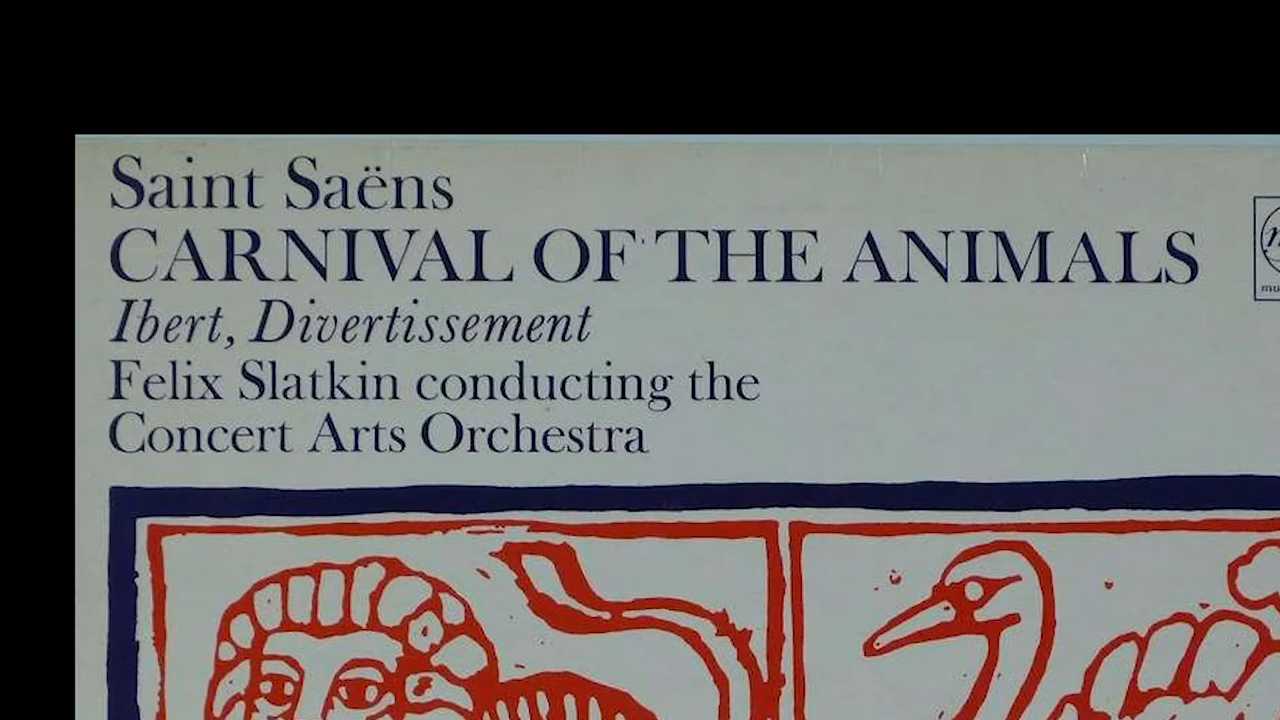 Saint Saëns
CARNIVAL OF THE ANIMALS
Ibert, Divertissement
Felix Slatkin conducting the
Concert Arts Orchestra